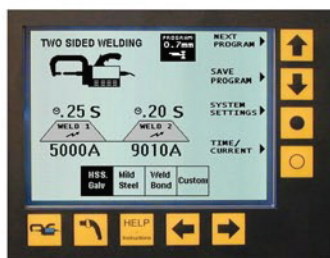 TWO SIDED WELDING
PROGRAM
0.7mm
NEXT
PROGRAM
SAVE
PROGRAM
SYSTEM
SETTINGS
TIME/
CURRENT
.25 S
.20 S
WELD 1
WELD 2
5000A
9010A
HSS.
Galv
Mild
Steel
Weld
Bond
Custom
HELP
Instructions